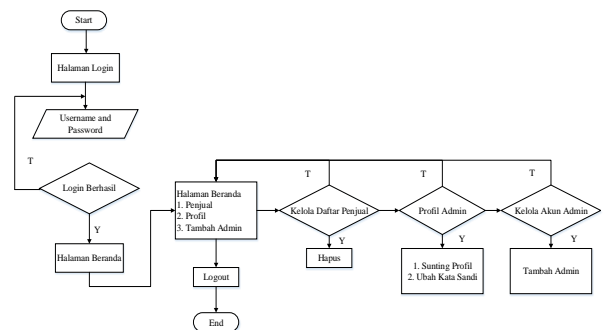 Start
Halaman Login
Username and
Password
T
Login Berhasil
Y
Halaman Beranda
Halaman Beranda
1. Penjual
2. Profil
3. Tambah Admin
Logout
End
T
Kelola Daftar Penjual
Y
Hapus
T
Profil Admin
Y
1. Sunting Profil
2. Ubah Kata Sandi
T
Kelola Akun Admin
Y
Tambah Admin